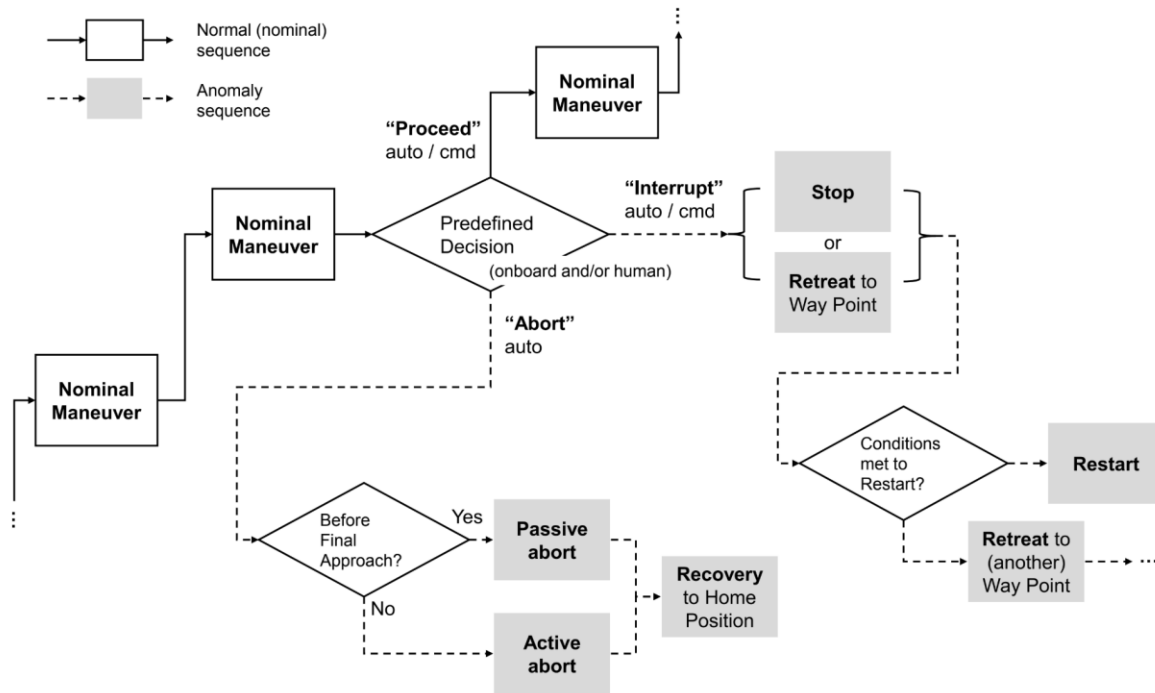 Normal (nominal)
sequence
Anomaly
sequence
⋮
Nominal
Maneuver
“Proceed”
auto / cmd
“Interrupt”
auto / cmd
Stop
or
Retreat to
Way Point
Nominal
Maneuver
Predefined
Decision
(onboard and/or human)
“Abort”
auto
Nominal
Maneuver
⋮
Conditions
met to
Restart?
Restart
Retreat to
(another)
Way Point
...
Before
Final
Approach?
Yes
No
Passive
abort
Active
abort
Recovery
to Home
Position